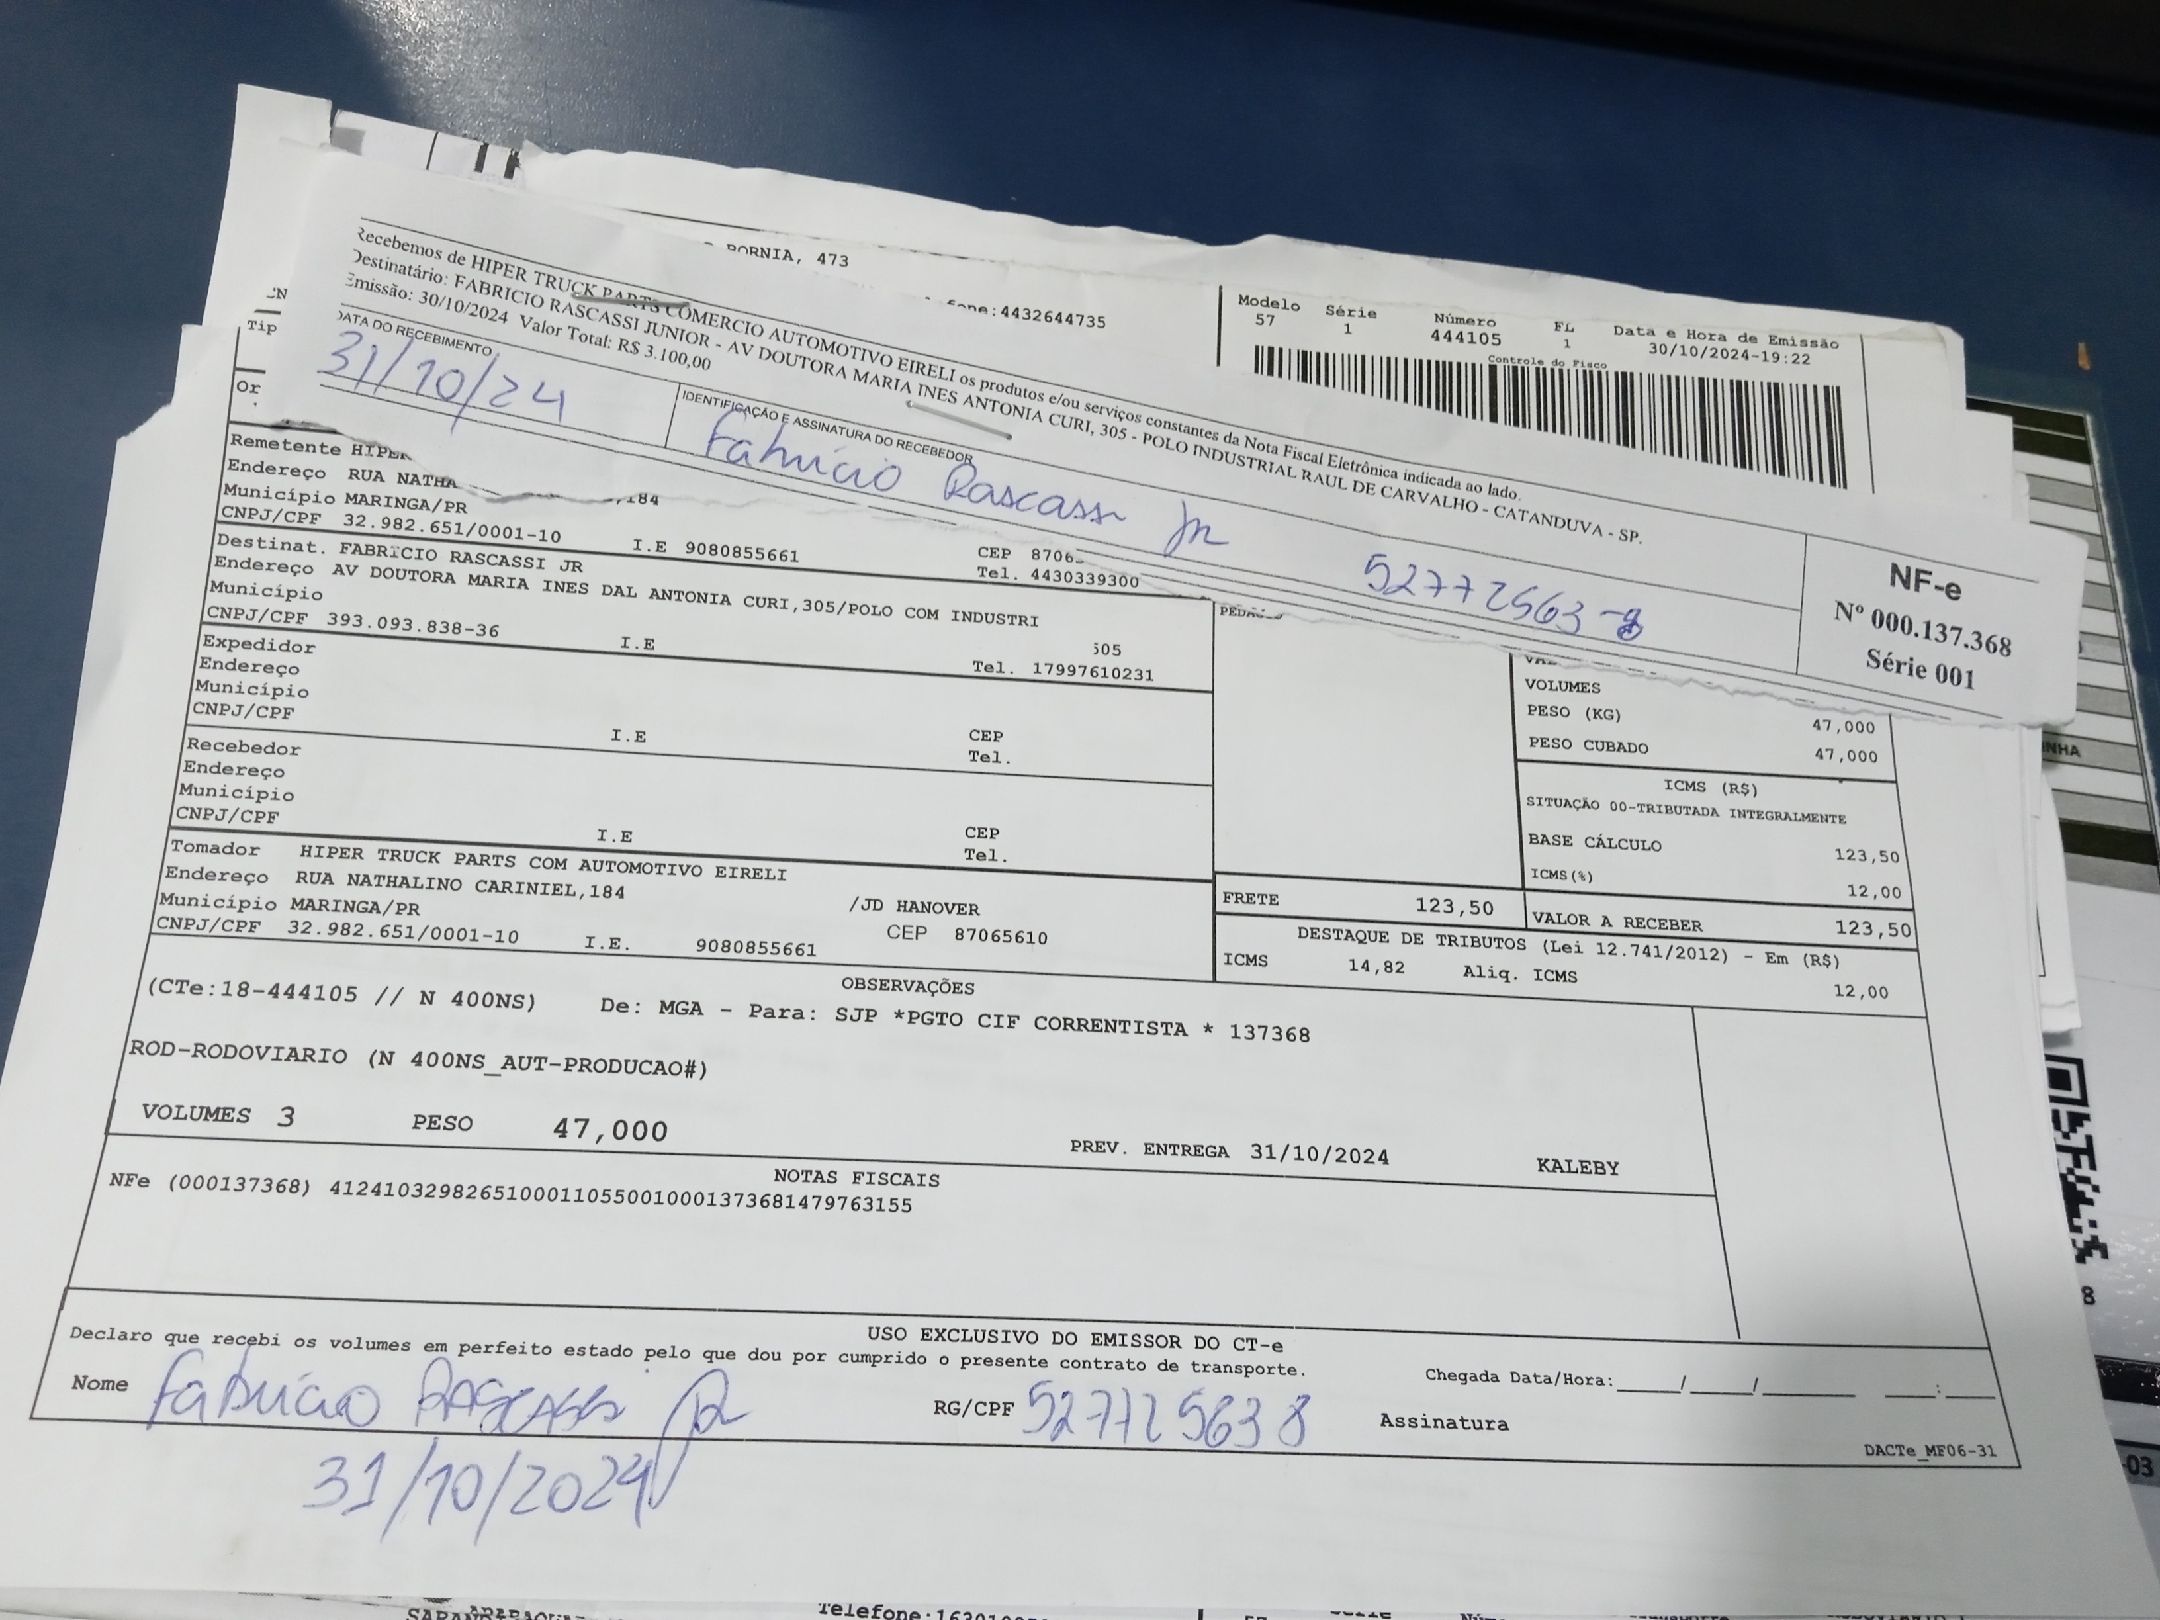 BORNIA, 473
:4432644735
Modelo Série Número FL Data e Hora de Emissão
57 1 444105 1 30/10/2024-19:22
Controle do Fisco
Recebemos de HIPER TRUCK PARTS COMERCIO AUTOMOTIVO EIRELI os produtos e/ou serviços constantes da Nota Fiscal Eletrônica indicada ao lado.
Destinatário: FABRICIO RASCASSI JUNIOR - AV DOUTORA MARIA INES ANTONIA CURI, 305 - POLO INDUSTRIAL RAUL DE CARVALHO - CATANDUVA - SP.
Emissão: 30/10/2024 Valor Total: R$ 3.100,00
DATA DO RECEBIMENTO
31/10/24
IDENTIFICAÇÃO E ASSINATURA DO RECEBEDOR
Fabricio Rascassi Jr
52772563-8
NF-e
Nº 000.137.368
Série 001
Tip
Or
Remetente HIPER
Endereço RUA NATHA ,184
Município MARINGA/PR
CNPJ/CPF 32.982.651/0001-10 I.E 9080855661 CEP 8706
Tel. 4430339300
Destinat. FABRICIO RASCASSI JR
Endereço AV DOUTORA MARIA INES DAL ANTONIA CURI,305/POLO COM INDUSTRI
Município
CNPJ/CPF 393.093.838-36 I.E 505
Tel. 17997610231
Expedidor
Endereço
Município
CNPJ/CPF I.E CEP
Tel.
Recebedor
Endereço
Município
CNPJ/CPF I.E CEP
Tel.
Tomador HIPER TRUCK PARTS COM AUTOMOTIVO EIRELI
Endereço RUA NATHALINO CARINIEL,184 /JD HANOVER
Município MARINGA/PR CEP 87065610
CNPJ/CPF 32.982.651/0001-10 I.E. 9080855661
VOLUMES
PESO (KG) 47,000
PESO CUBADO 47,000
ICMS (R$)
SITUAÇÃO 00-TRIBUTADA INTEGRALMENTE
BASE CÁLCULO 123,50
ICMS(%) 12,00
FRETE 123,50 VALOR A RECEBER 123,50
DESTAQUE DE TRIBUTOS (Lei 12.741/2012) - Em (R$)
ICMS 14,82 Aliq. ICMS 12,00
OBSERVAÇÕES
(CTe:18-444105 // N 400NS) De: MGA - Para: SJP *PGTO CIF CORRENTISTA * 137368
ROD-RODOVIARIO (N 400NS_AUT-PRODUCAO#)
VOLUMES 3 PESO 47,000 PREV. ENTREGA 31/10/2024 KALEBY
NOTAS FISCAIS
NFe (000137368) 41241032982651000110550010001373681479763155
USO EXCLUSIVO DO EMISSOR DO CT-e
Declaro que recebi os volumes em perfeito estado pelo que dou por cumprido o presente contrato de transporte.
Chegada Data/Hora:____/____/______ ___:___
Nome Fabricio Rascassi JR RG/CPF 527725638 Assinatura
31/10/2024
DACTe_MF06-31